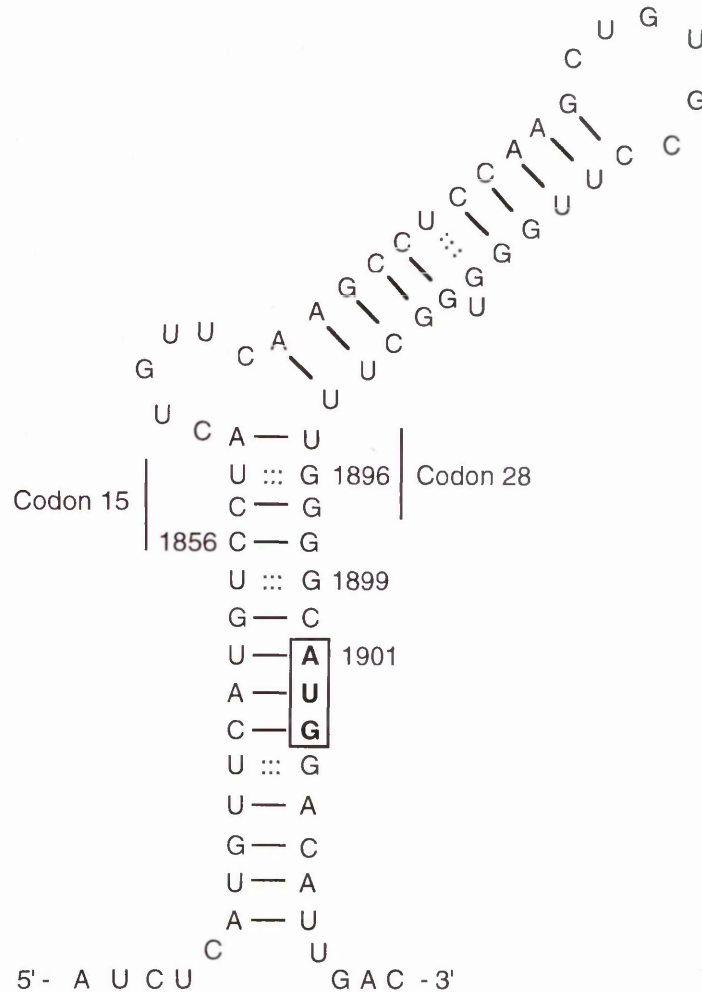 U G U
C
G G
A
A C C
C U
C U
U G
C G
C G
G G U
A G
U U A C
C
G U
U
U
C A U
U G 1896 Codon 28
Codon 15 C G
1856 C G
U G 1899
G C
U A 1901
A U
C G
U G
U A
G C
U A
A U
C U
5'- A U C U G A C - 3'